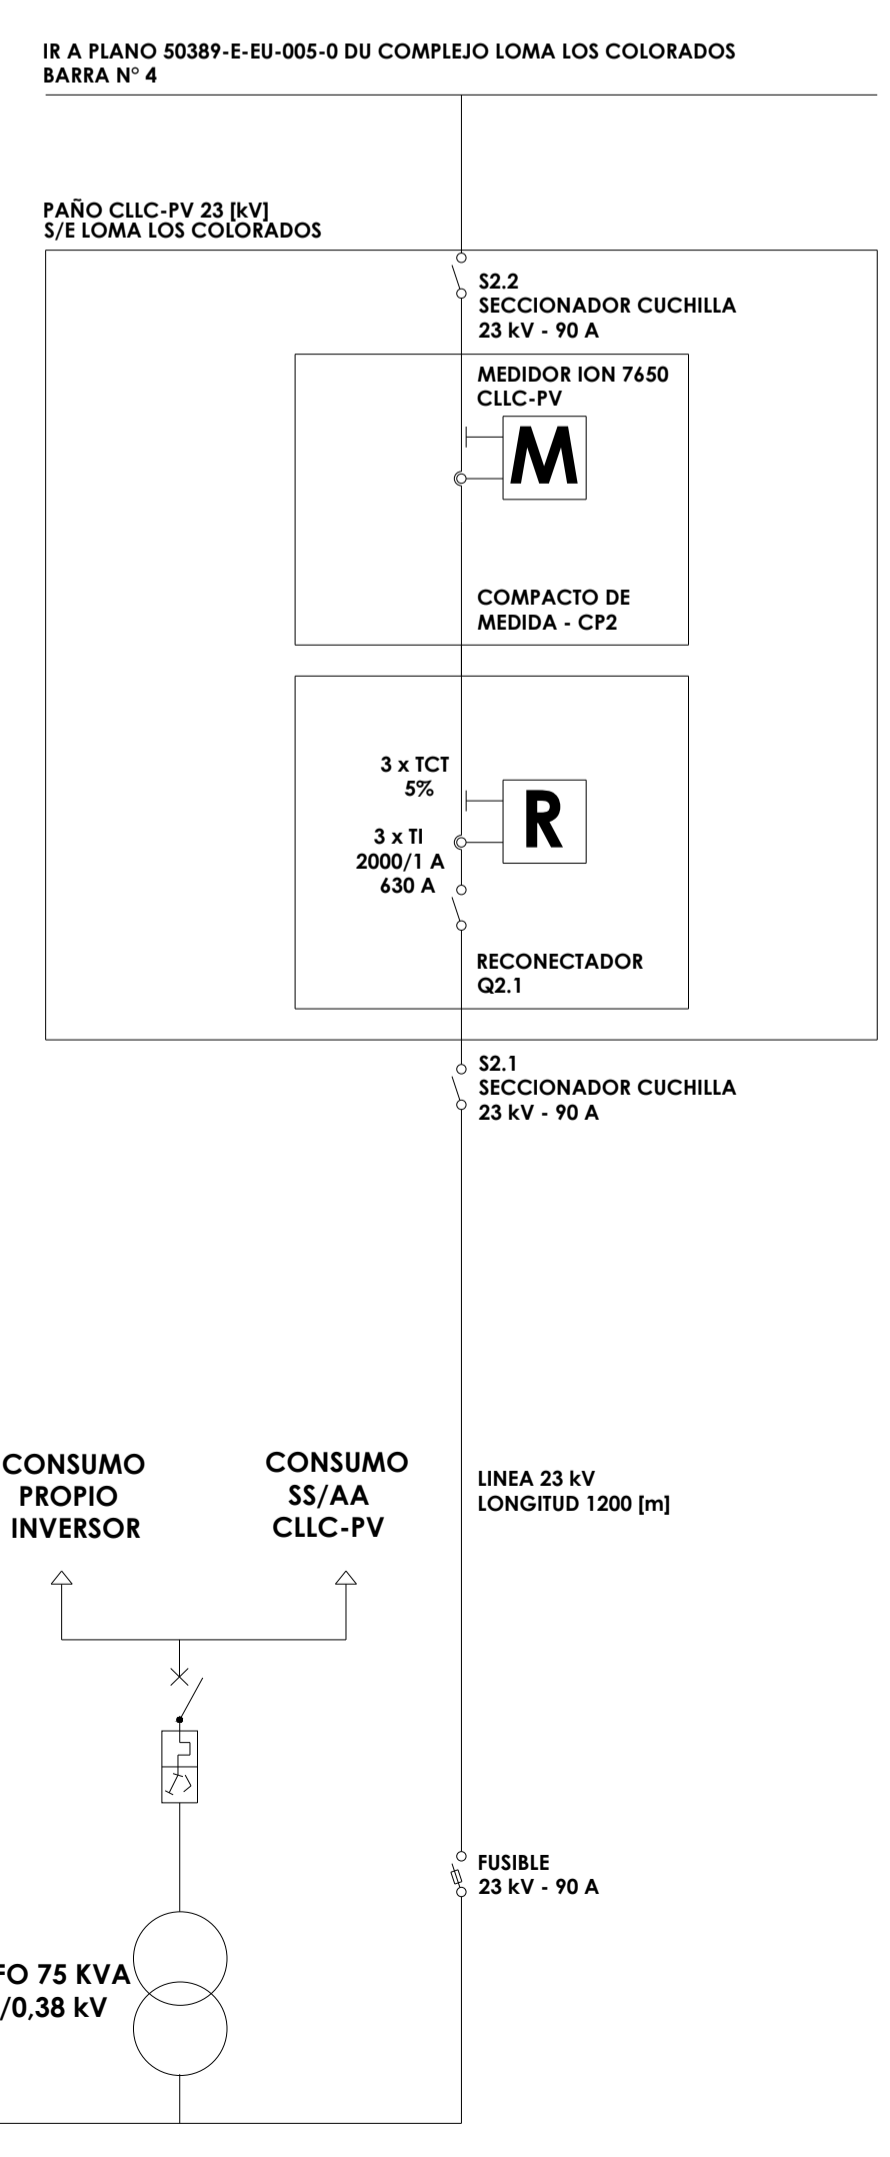 IR A PLANO 50389-E-EU-005-0 DU COMPLEJO LOMA LOS COLORADOS
BARRA N° 4
PAÑO CLLC-PV 23 [kV]
S/E LOMA LOS COLORADOS
S2.2
SECCIONADOR CUCHILLA
23 kV - 90 A
MEDIDOR ION 7650
CLLC-PV
M
COMPACTO DE
MEDIDA - CP2
3 x TCT
5%
R
3 x TI
2000/1 A
630 A
RECONECTADOR
Q2.1
S2.1
SECCIONADOR CUCHILLA
23 kV - 90 A
CONSUMO
PROPIO
INVERSOR
CONSUMO
SS/AA
CLLC-PV
LINEA 23 kV
LONGITUD 1200 [m]
FUSIBLE
23 kV - 90 A
FO 75 KVA
/0,38 kV